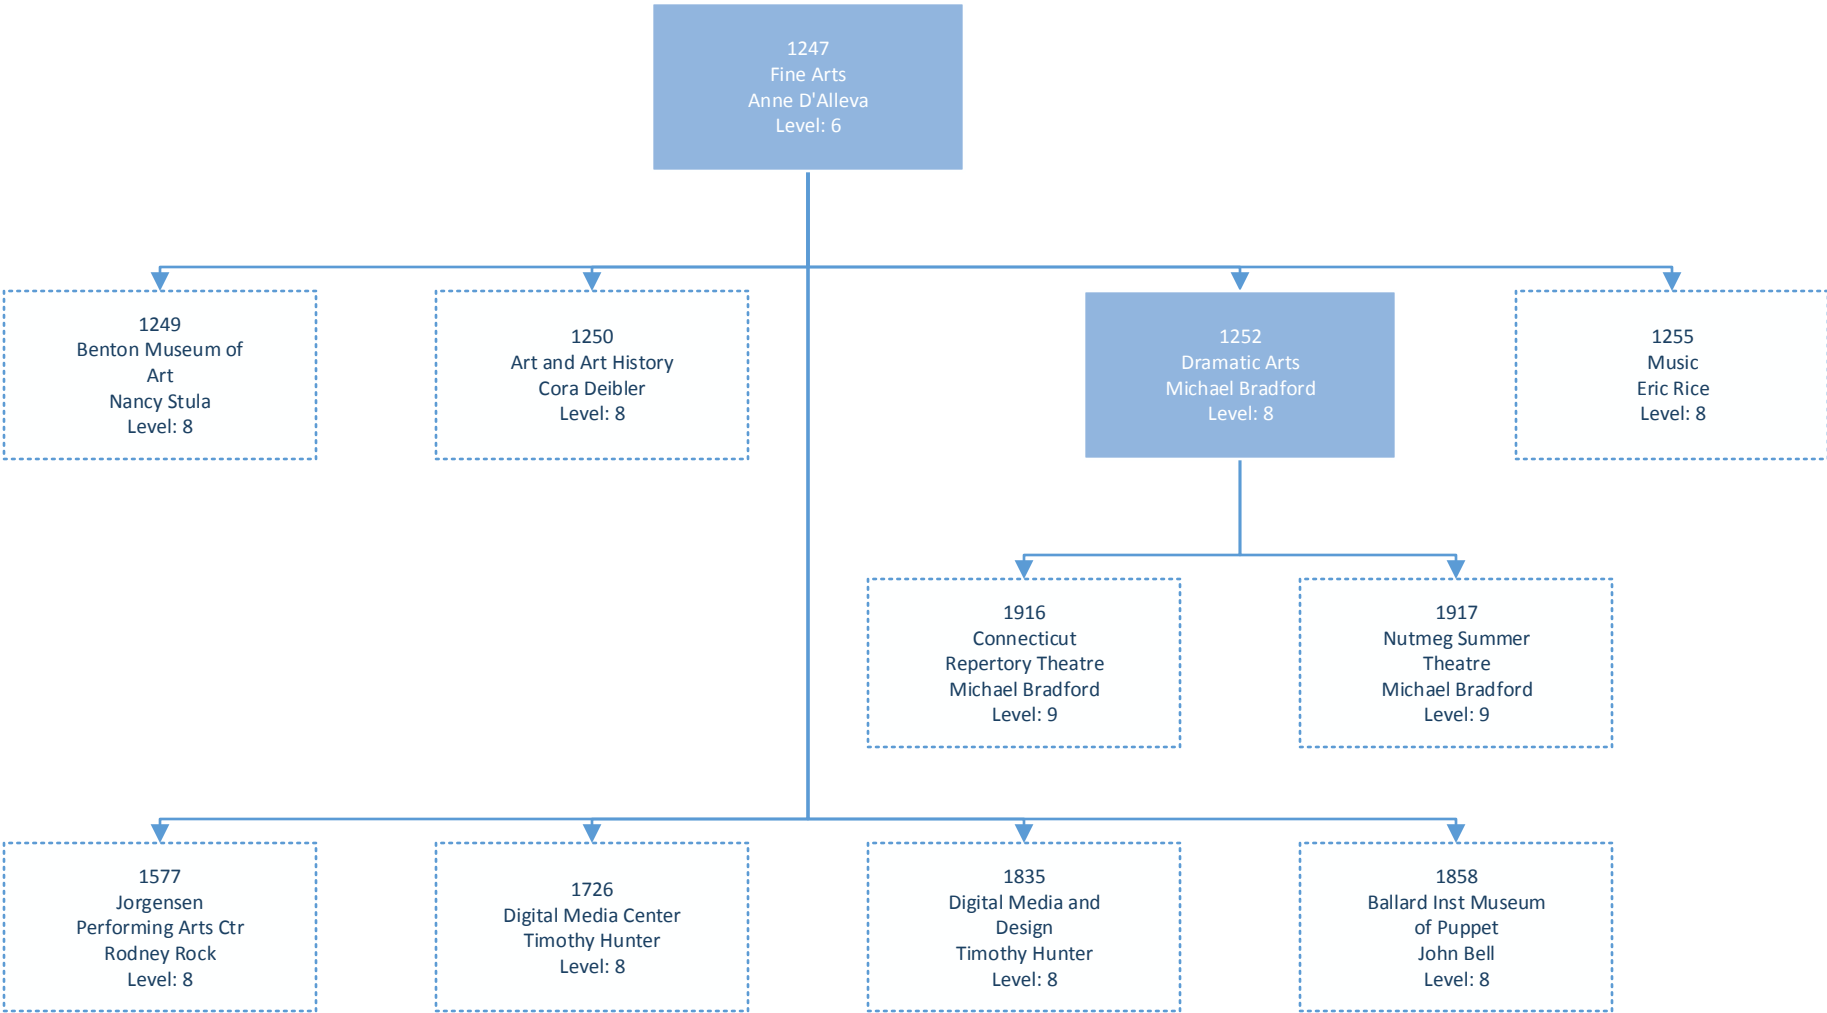 1247
Fine Arts
Anne D'Alleva
Level: 6
1249
Benton Museum of
Art
Nancy Stula
Level: 8
1250
Art and Art History
Cora Deibler
Level: 8
1252
Dramatic Arts
Michael Bradford
Level: 8
1255
Music
Eric Rice
Level: 8
1916
Connecticut
Repertory Theatre
Michael Bradford
Level: 9
1917
Nutmeg Summer
Theatre
Michael Bradford
Level: 9
1577
Jorgensen
Performing Arts Ctr
Rodney Rock
Level: 8
1726
Digital Media Center
Timothy Hunter
Level: 8
1835
Digital Media and
Design
Timothy Hunter
Level: 8
1858
Ballard Inst Museum
of Puppet
John Bell
Level: 8